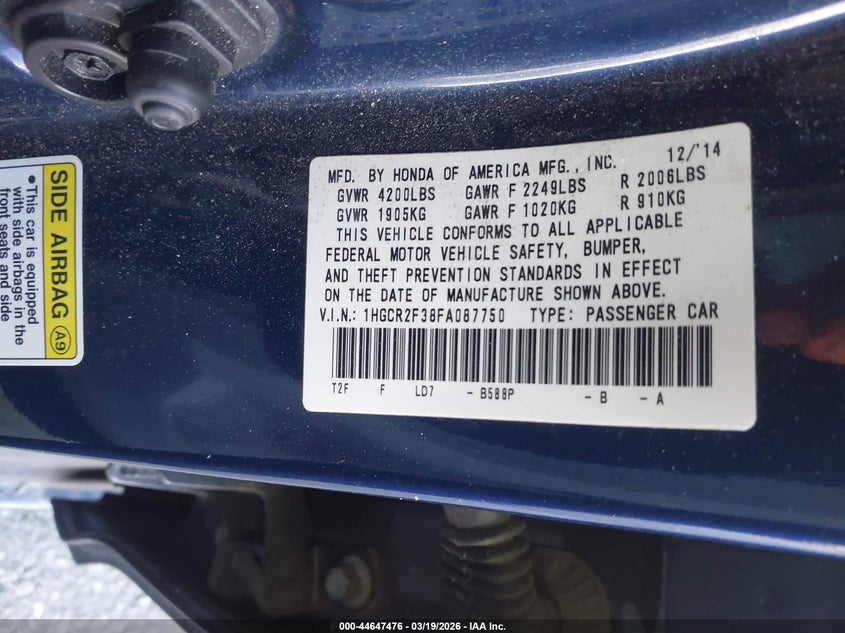 SIDE AIRBAG A9
•This car is equipped
with side airbags in the
front seats and side
MFD. BY HONDA OF AMERICA MFG., INC. 12/'14
GVWR 4200LBS GAWR F 2249LBS R 2006LBS
GVWR 1905KG GAWR F 1020KG R 910KG
THIS VEHICLE CONFORMS TO ALL APPLICABLE
FEDERAL MOTOR VEHICLE SAFETY, BUMPER,
AND THEFT PREVENTION STANDARDS IN EFFECT
ON THE DATE OF MANUFACTURE SHOWN ABOVE.
V.I.N.: 1HGCR2F38FA087750 TYPE: PASSENGER CAR
T2F F LD7 - B588P - B - A
000-44647476 - 03/19/2026 - IAA Inc.